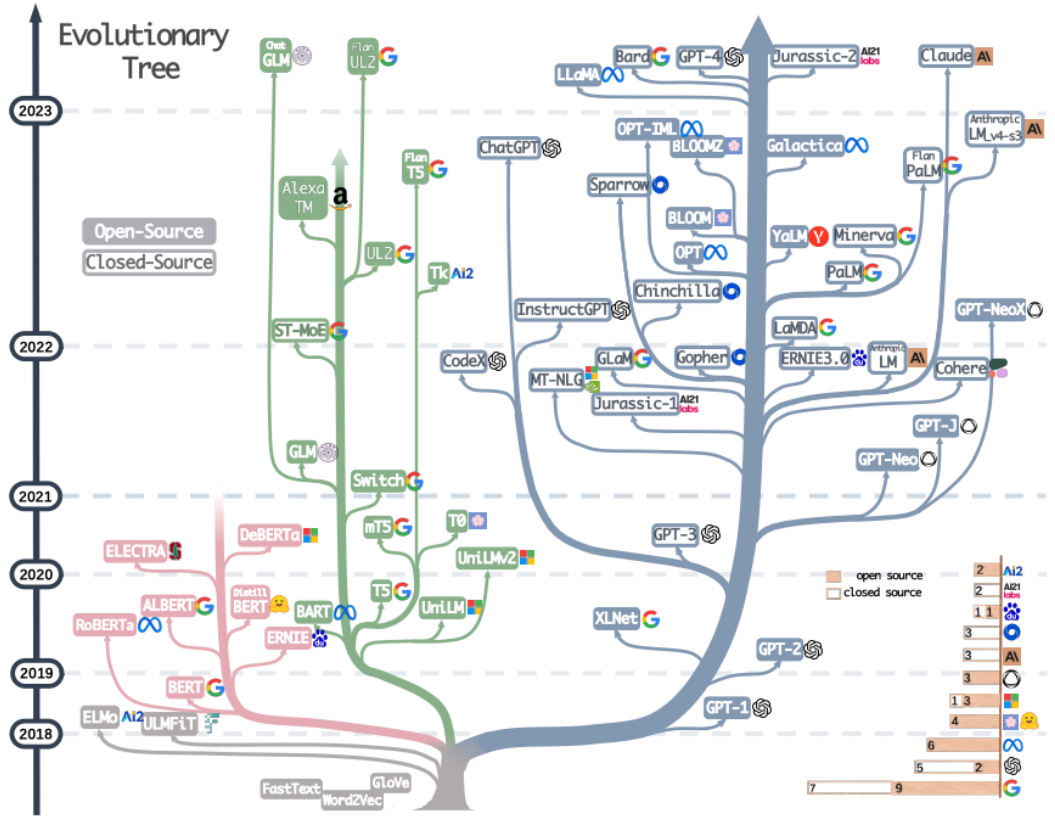 Evolutionary
Tree
2023
2022
2021
2020
2019
2018
Open-Source
Closed-Source
Chat
GLM
Flan
UL2
Flan
T5
Alexa
TM
a
UL2
Tk
Ai2
ST-MoE
GLM
Switch
mT5
T0
UniLMv2
T5
BART
UniLM
DeBERTa
ELECTRA
ALBERT
Distill
BERT
RoBERTa
ERNIE
BERT
ELMo
Ai2
ULMFiT
FastText
Word2Vec
GloVe
Bard
GPT-4
Jurassic-2
AI21
labs
Claude
A\
LLaMA
ChatGPT
OPT-IML
BLOOMZ
Galactica
Anthropic
LM_v4-s3
A\
Flan
PaLM
Sparrow
BLOOM
OPT
YaLM
Y
Minerva
PaLM
Chinchilla
InstructGPT
GPT-NeoX
LaMDA
CodeX
GLaM
Gopher
ERNIE3.0
Anthropic
LM
A\
Cohere
MT-NLG
Jurassic-1
AI21
labs
GPT-J
GPT-Neo
GPT-3
XLNet
GPT-2
GPT-1
open source
closed source
2 Ai2
2 AI21 labs
1 1
3
3 A\
3
1 3
4
6
5 2
7 9